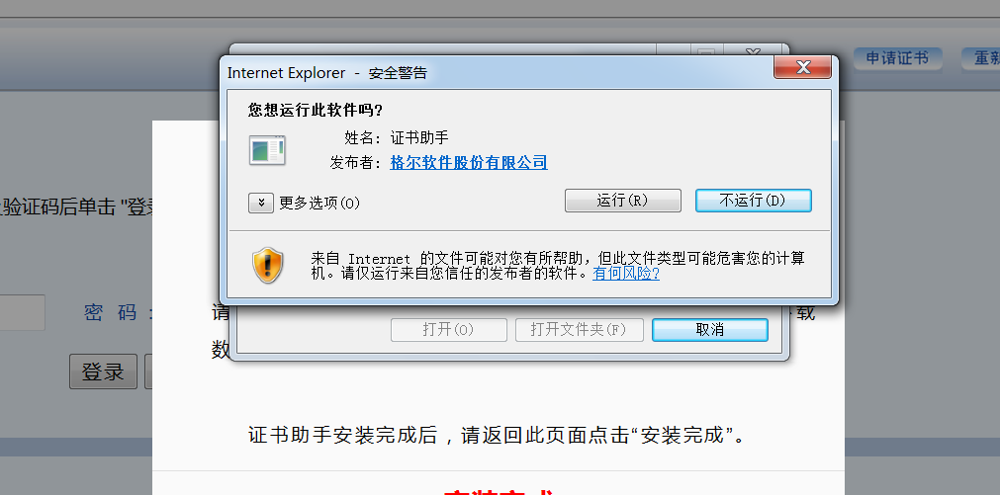 申请证书
重新
Internet Explorer - 安全警告
您想运行此软件吗?
姓名: 证书助手
发布者: 格尔软件股份有限公司
更多选项(O)
运行(R)
不运行(D)
来自 Internet 的文件可能对您有所帮助，但此文件类型可能危害您的计算
机。请仅运行来自您信任的发布者的软件。有何风险?
验证码后单击 "登录
密 码 :
请
载
打开(O)
打开文件夹(F)
取消
数
登录
证书助手安装完成后，请返回此页面点击“安装完成”。
安装完成